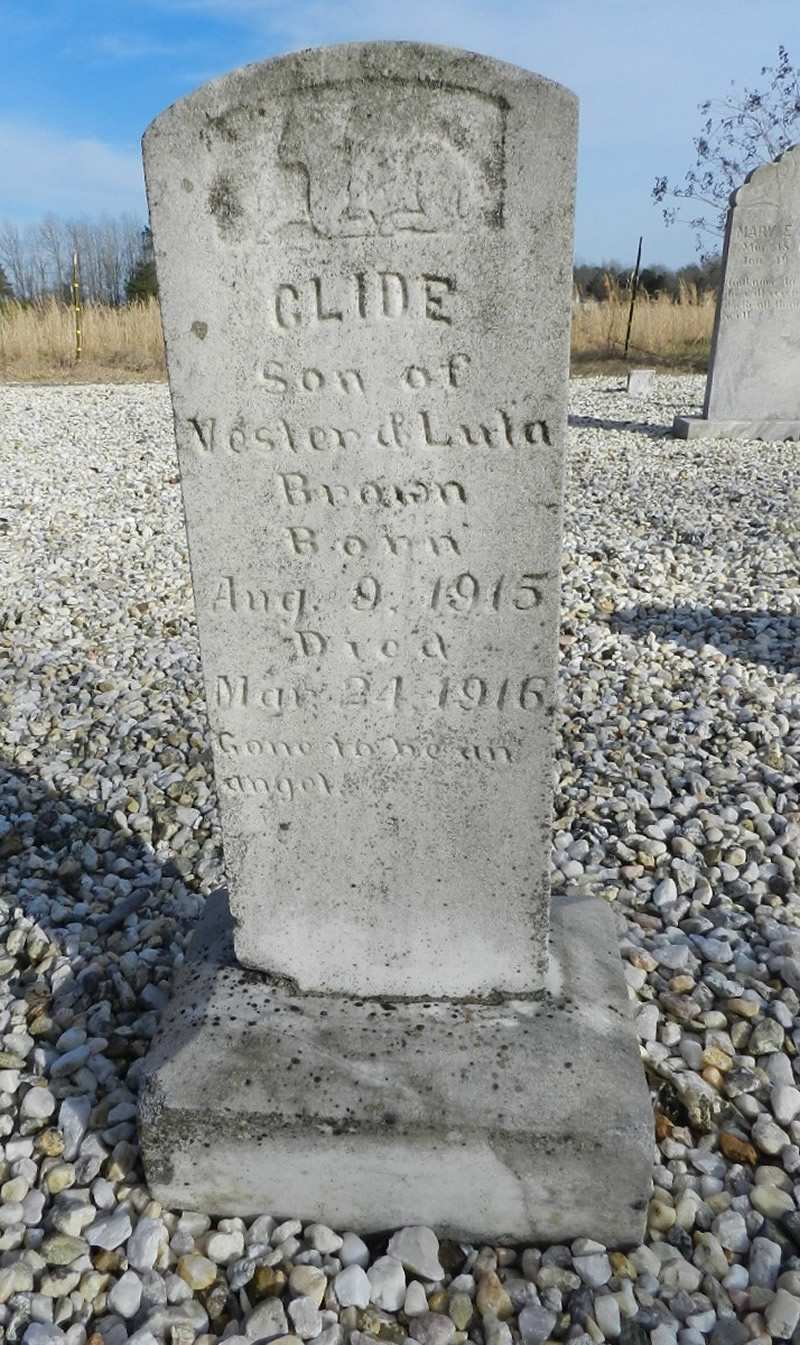 CLIDE
Son of
Vester & Lula
Brown
Born
Aug. 9, 1915
Died
Mar. 24, 1916.
Gone to be an
angel.
MARY E.